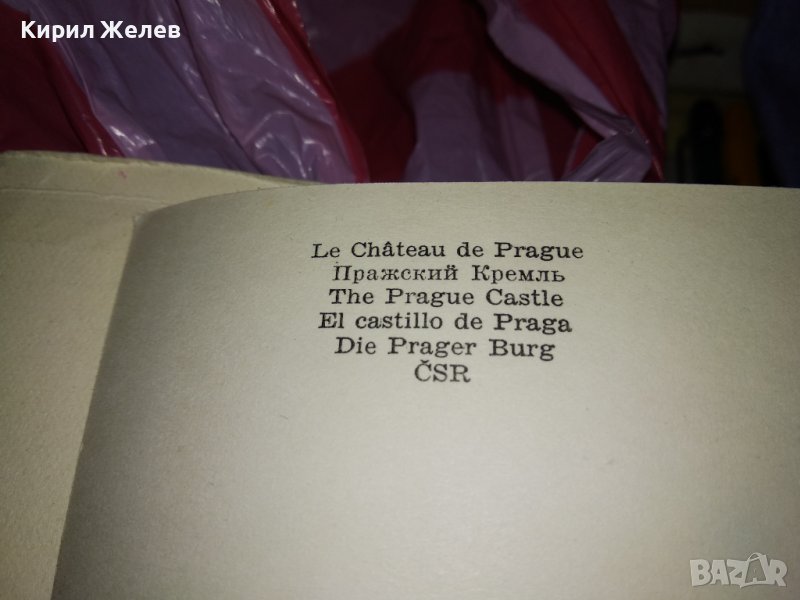 Кирил Желев
Le Château de Prague
Пражский Кремль
The Prague Castle
El castillo de Praga
Die Prager Burg
ČSR
BAZAR